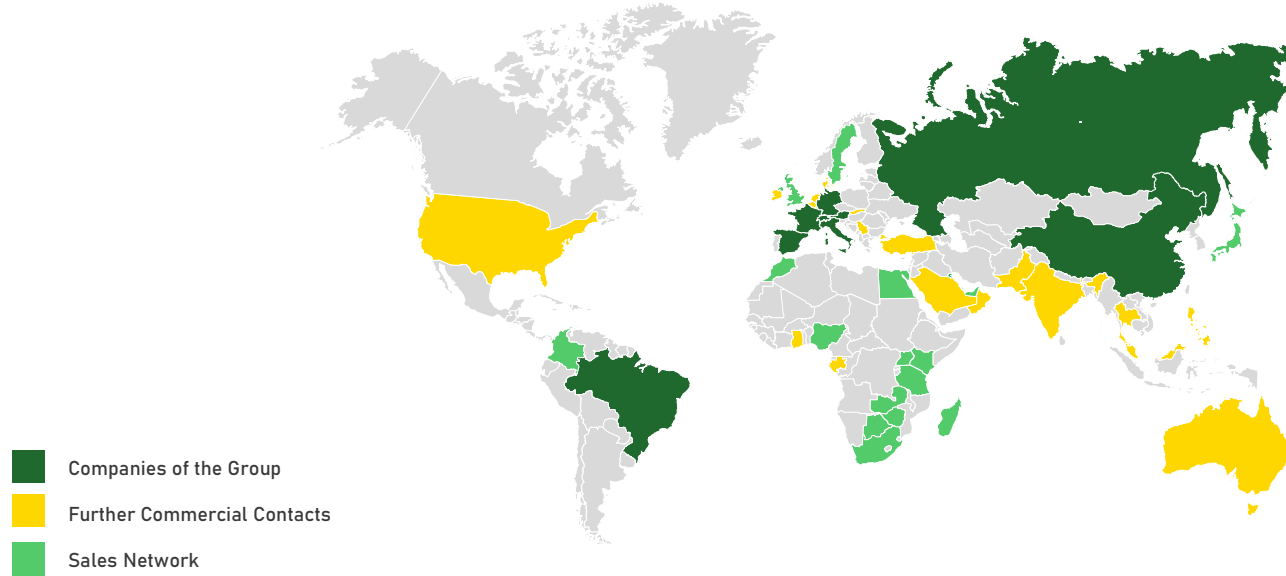 Companies of the Group
Further Commercial Contacts
Sales Network